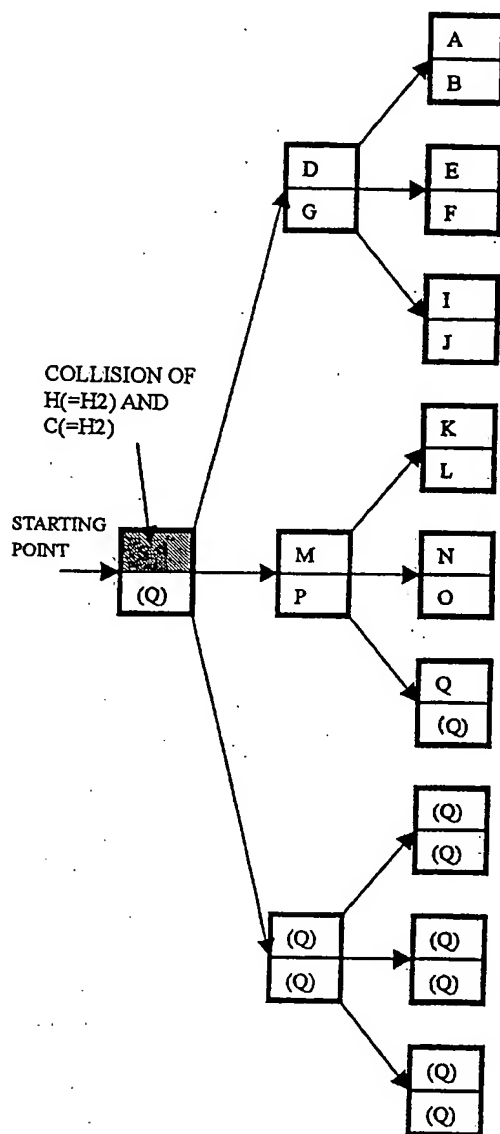 A
B
D
G
E
F
I
J
COLLISION OF
H(=H2) AND
C(=H2)
K
L
STARTING
POINT
(Q)
M
P
N
O
Q
(Q)
(Q)
(Q)
(Q)
(Q)
(Q)
(Q)
(Q)
(Q)